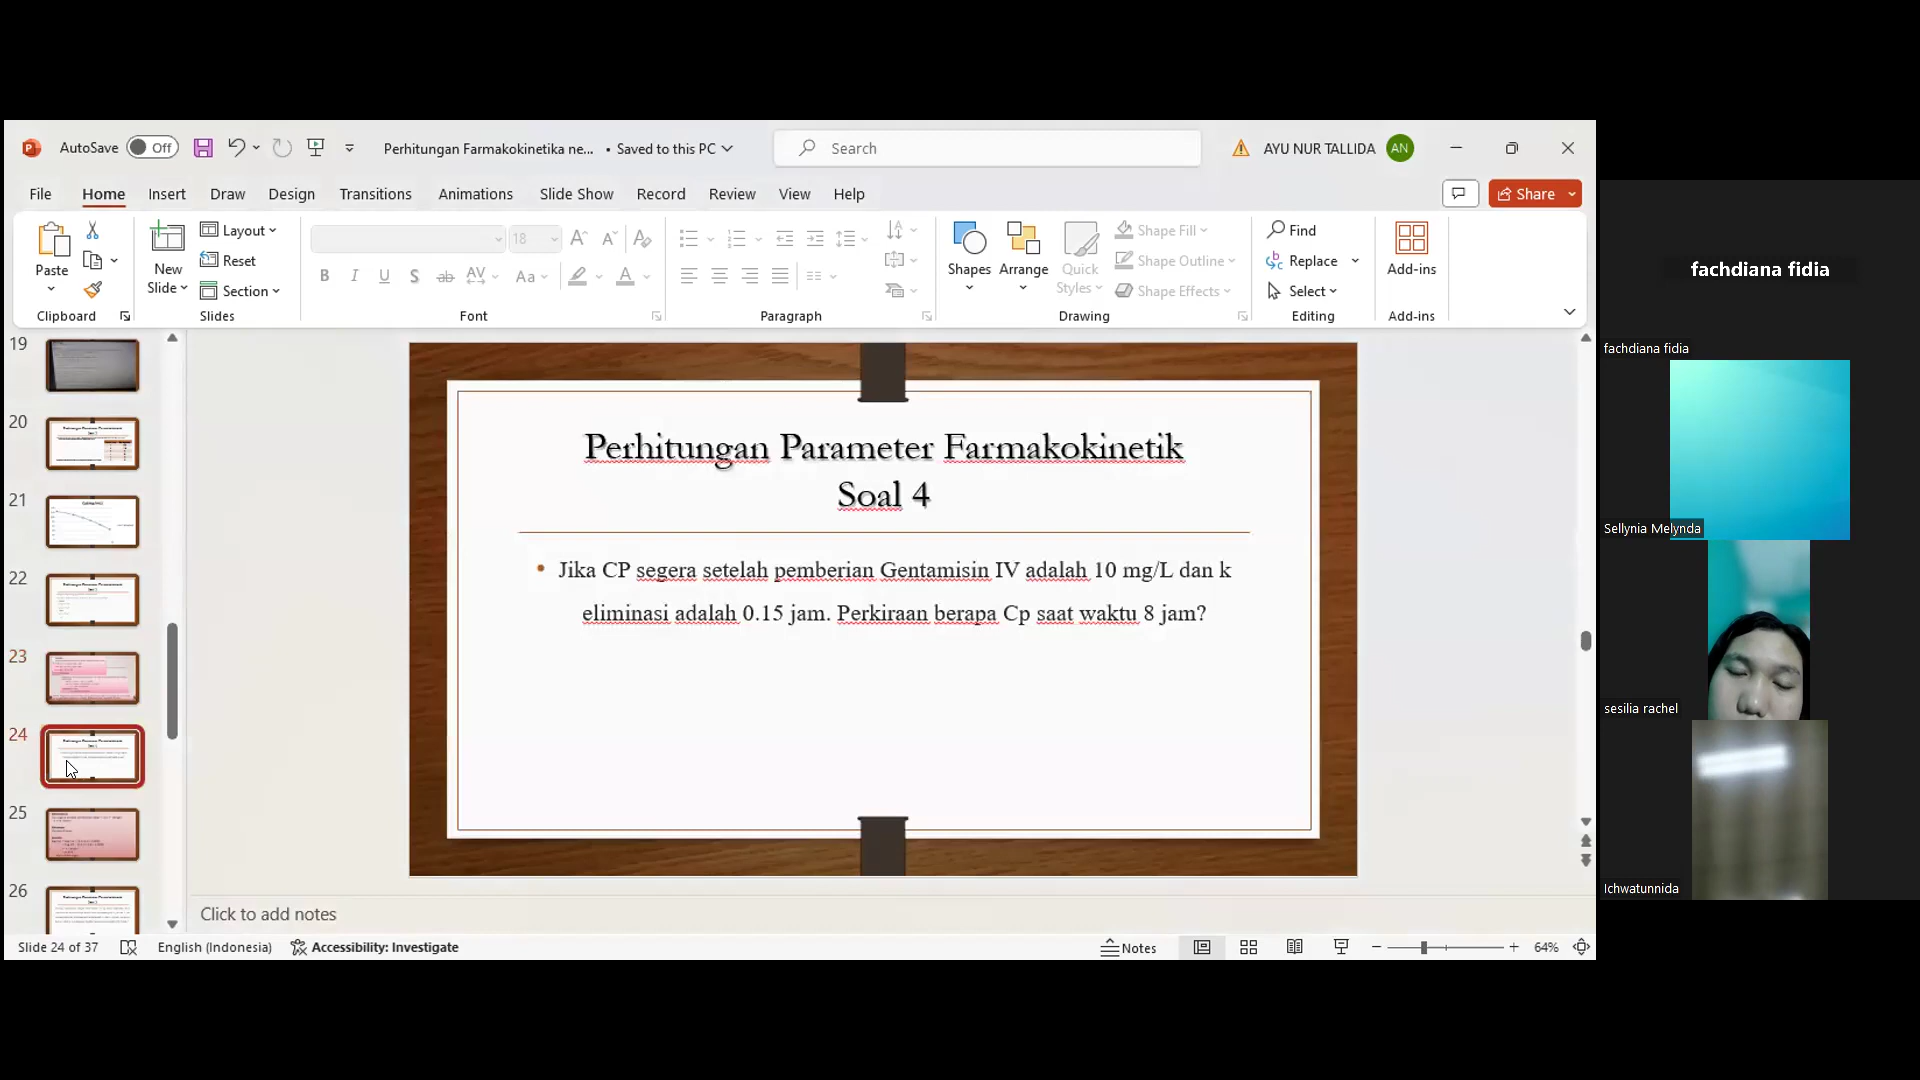 AutoSave Off
Perhitungan Farmakokinetika ne... • Saved to this PC
Search
AYU NUR TALLIDA AN
File Home Insert Draw Design Transitions Animations Slide Show Record Review View Help
Share
Paste
Clipboard
New Slide
Layout
Reset
Section
Slides
18
Font
Paragraph
Shapes
Arrange
Quick Styles
Shape Fill
Shape Outline
Shape Effects
Drawing
Find
Replace
Select
Editing
Add-ins
Add-ins
19
20
21
22
23
24
25
26
Perhitungan Parameter Farmakokinetik
Soal 4
• Jika CP segera setelah pemberian Gentamisin IV adalah 10 mg/L dan k
eliminasi adalah 0.15 jam. Perkiraan berapa Cp saat waktu 8 jam?
Click to add notes
Slide 24 of 37
English (Indonesia)
Accessibility: Investigate
Notes
64%
fachdiana fidia
fachdiana fidia
Sellynia Melynda
sesilia rachel
Ichwatunnida